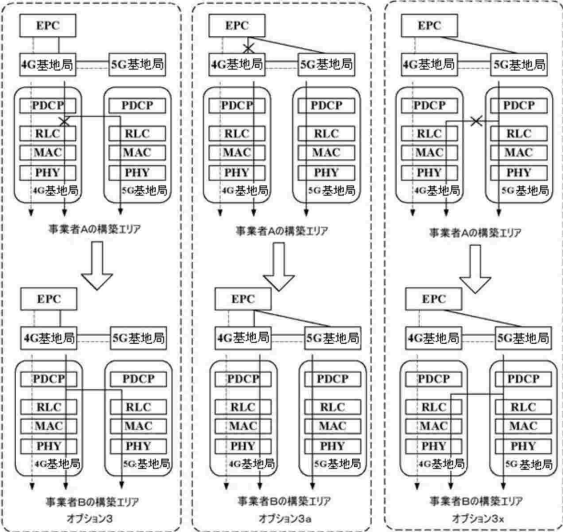 EPC
4G基地局
5G基地局
PDCP
PDCP
RLC
RLC
MAC
MAC
PHY
PHY
4G基地局
5G基地局
事業者Aの構築エリア
EPC
4G基地局
5G基地局
PDCP
PDCP
RLC
RLC
MAC
MAC
PHY
PHY
4G基地局
5G基地局
事業者Bの構築エリア
オプション3
EPC
4G基地局
5G基地局
PDCP
PDCP
RLC
RLC
MAC
MAC
PHY
PHY
4G基地局
5G基地局
事業者Aの構築エリア
EPC
4G基地局
5G基地局
PDCP
PDCP
RLC
RLC
MAC
MAC
PHY
PHY
4G基地局
5G基地局
事業者Bの構築エリア
オプション3a
EPC
4G基地局
5G基地局
PDCP
PDCP
RLC
RLC
MAC
MAC
PHY
PHY
4G基地局
5G基地局
事業者Aの構築エリア
EPC
4G基地局
5G基地局
PDCP
PDCP
RLC
RLC
MAC
MAC
PHY
PHY
4G基地局
5G基地局
事業者Bの構築エリア
オプション3x